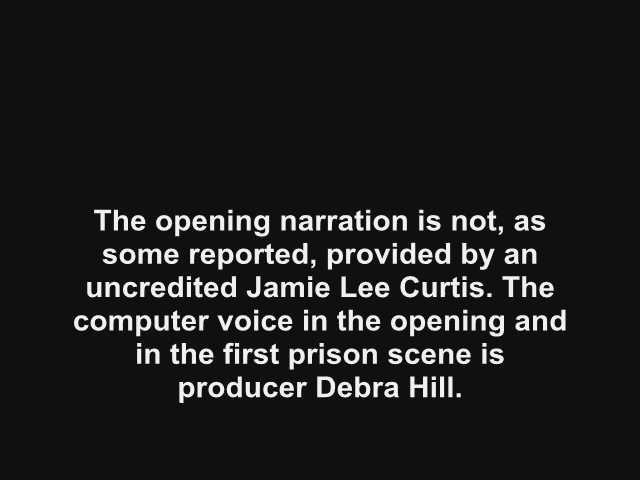 The opening narration is not, as
some reported, provided by an
uncredited Jamie Lee Curtis. The
computer voice in the opening and
in the first prison scene is
producer Debra Hill.